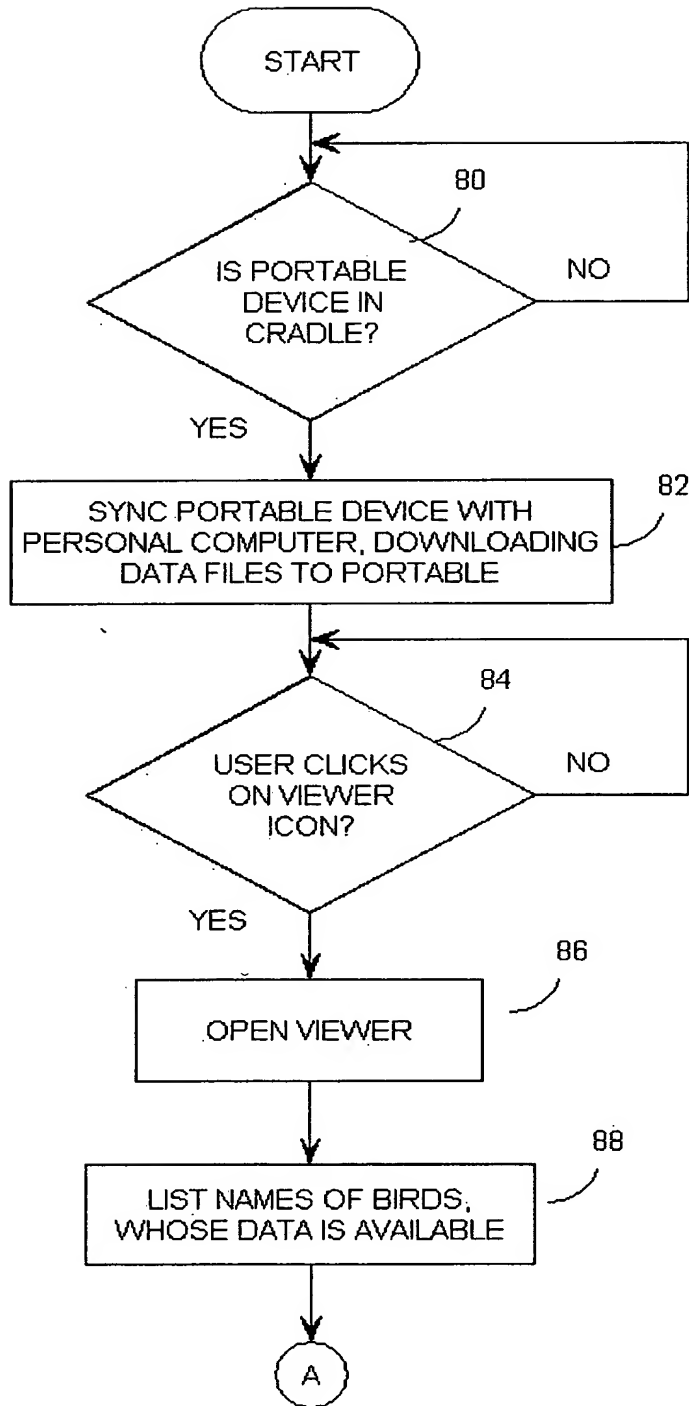 START
80
IS PORTABLE
DEVICE IN
CRADLE?
NO
YES
82
SYNC PORTABLE DEVICE WITH
PERSONAL COMPUTER, DOWNLOADING
DATA FILES TO PORTABLE
84
USER CLICKS
ON VIEWER
ICON?
NO
YES
86
OPEN VIEWER
88
LIST NAMES OF BIRDS,
WHOSE DATA IS AVAILABLE
A